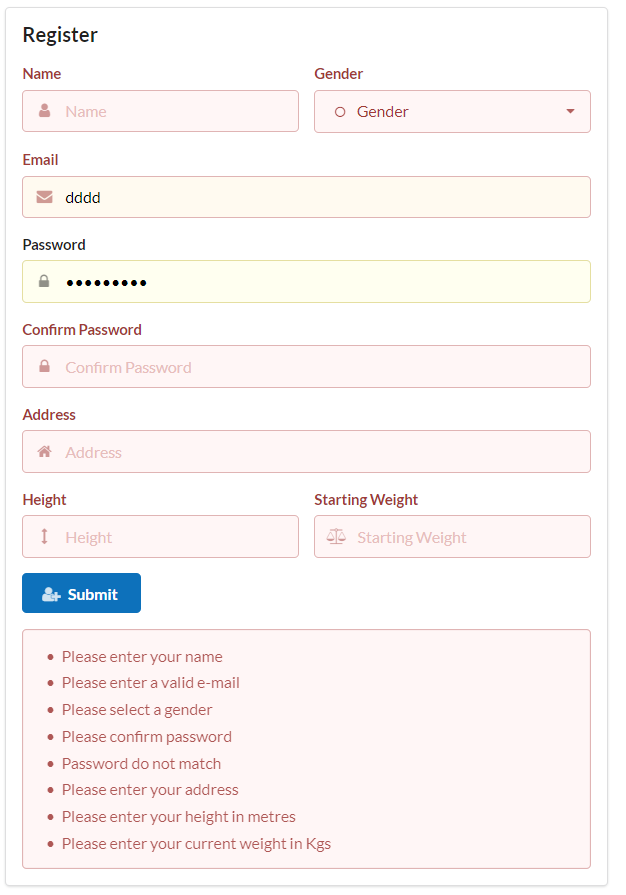 Register
Name Gender
Name Gender
Email
dddd
Password
•••••••••
Confirm Password
Confirm Password
Address
Address
Height Starting Weight
Height Starting Weight
Submit
• Please enter your name
• Please enter a valid e-mail
• Please select a gender
• Please confirm password
• Password do not match
• Please enter your address
• Please enter your height in metres
• Please enter your current weight in Kgs